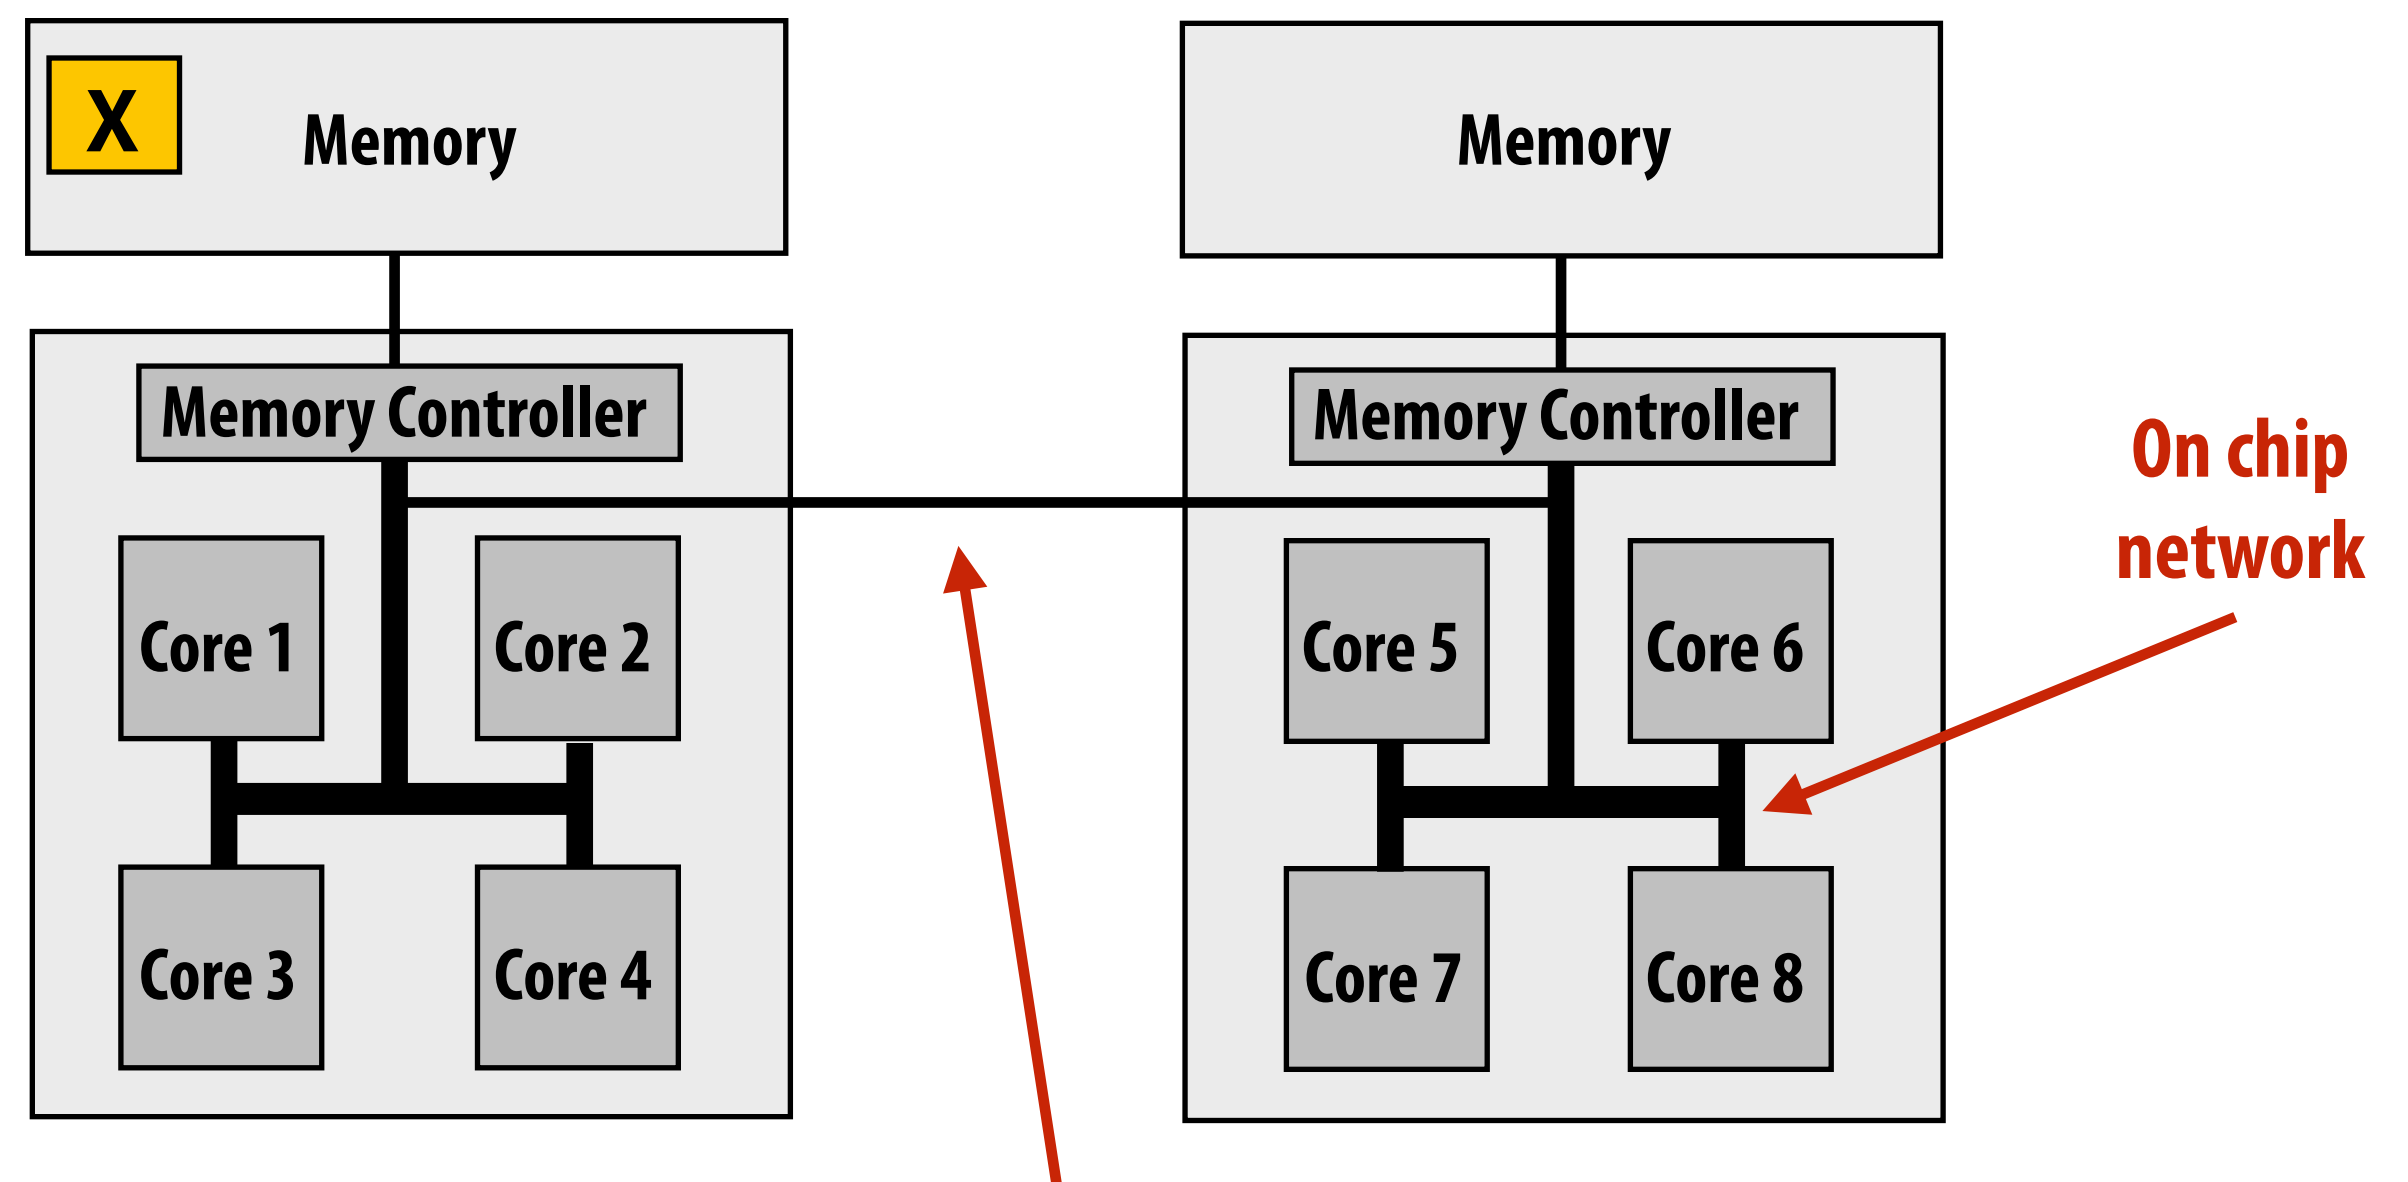 X
Memory
Memory
Memory Controller
Memory Controller
On chip
network
Core 1
Core 2
Core 5
Core 6
Core 3
Core 4
Core 7
Core 8